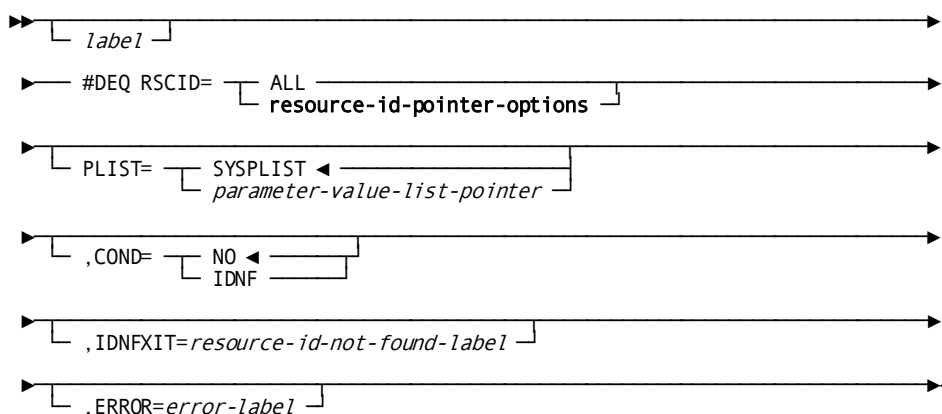 label
#DEQ RSCID= ALL
resource-id-pointer-options
PLIST= SYSPLIST ◄
parameter-value-list-pointer
,COND= NO ◄
IDNF
,IDNFXIT=resource-id-not-found-label
,ERROR=error-label